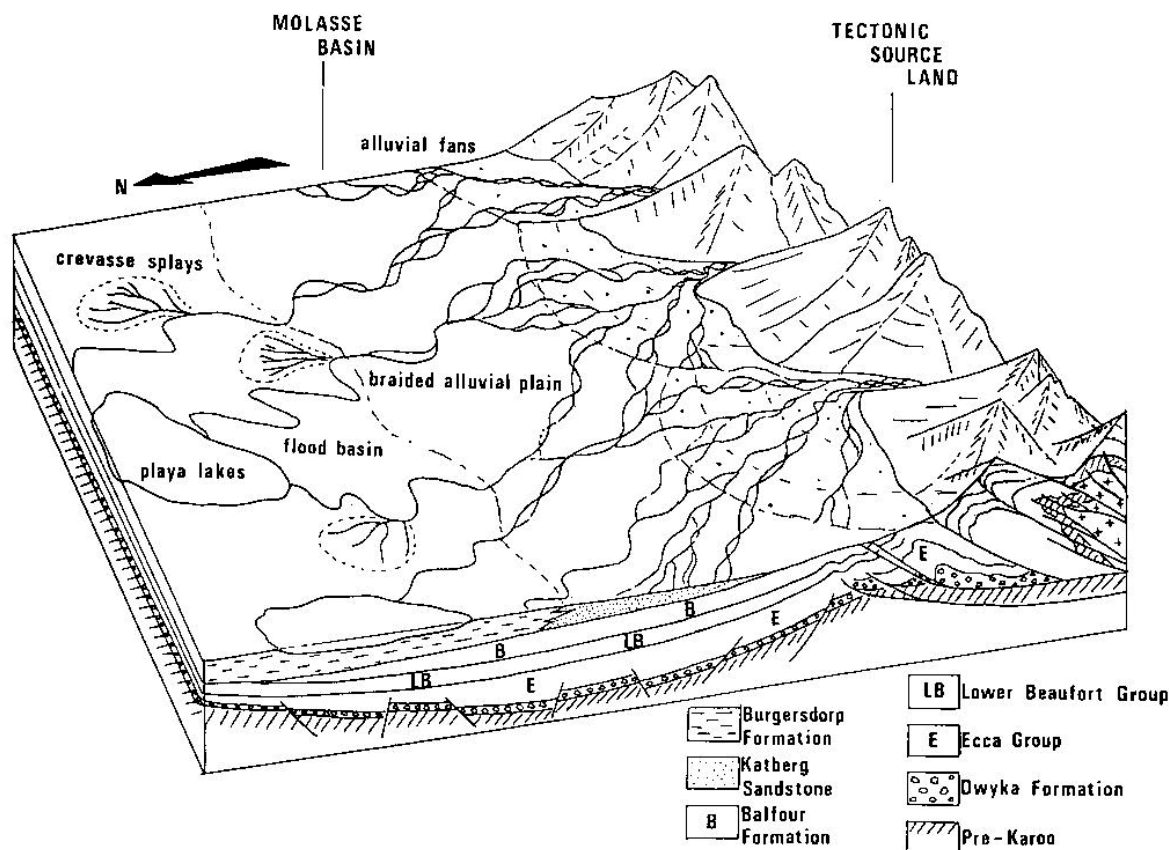 MOLASSE
BASIN
TECTONIC
SOURCE
LAND
alluvial fans
N
crevasse splays
braided alluvial plain
flood basin
playa lakes
E
B
E
B
LB
LB
E
LB Lower Beaufort Group
Burgersdorp
Formation
E Ecca Group
Katberg
Sandstone
Dwyka Formation
B Balfour
Formation
Pre-Karoo